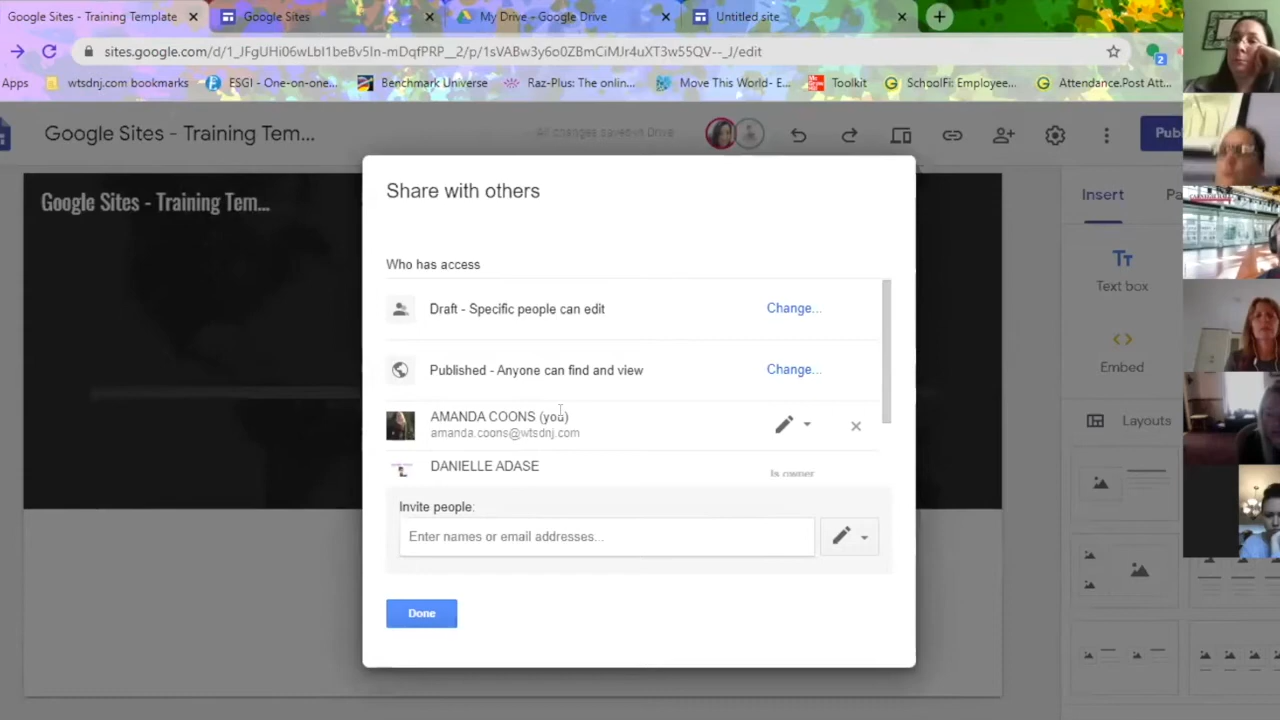 Google Sites - Training Template
Google Sites
My Drive - Google Drive
Untitled site
sites.google.com/d/1_JFgUHi06wLbI1beBv5In-mDqfPRP__2/p/1sVABw3y6o0ZBmCiMJr4uXT3w55QV--_J/edit
2
Apps
wtsdnj.com bookmarks
ESGI - One-on-one...
Benchmark Universe
Raz-Plus: The onlin...
Move This World- E...
Toolkit
SchoolFi: Employee...
Attendance.Post Att...
Google Sites - Training Tem...
All changes saved in Drive
Publ
Google Sites - Training Tem...
Insert
Pa
Tt
Text box
Embed
Layouts
Share with others
Who has access
Draft - Specific people can edit
Change...
Published - Anyone can find and view
Change...
AMANDA COONS (you)
amanda.coons@wtsdnj.com
DANIELLE ADASE
Is owner
Invite people:
Enter names or email addresses...
Done